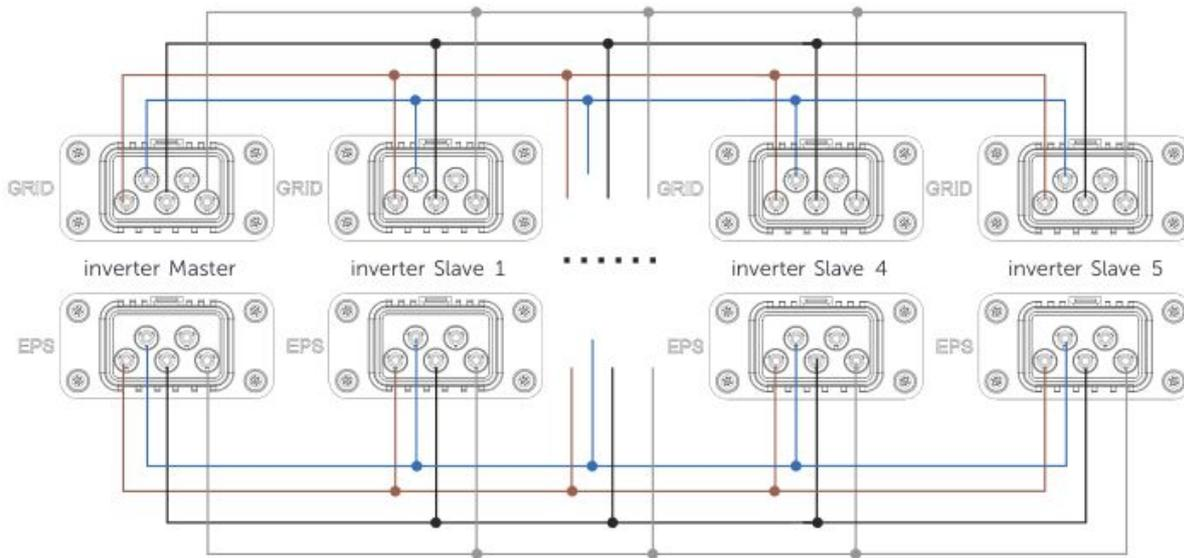 GRID GRID GRID GRID
inverter Master inverter Slave 1 ...... inverter Slave 4 inverter Slave 5
EPS EPS EPS EPS